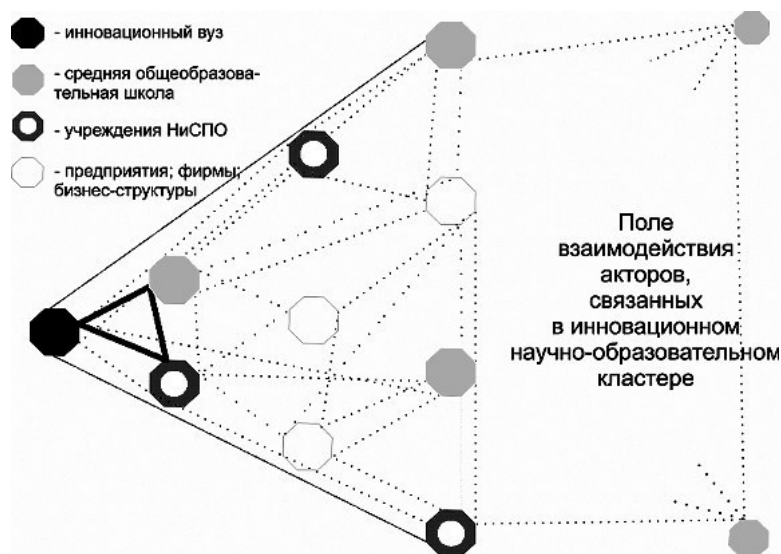 - инновационный вуз
- средняя общеобразова-
тельная школа
- учреждения НиСПО
- предприятия; фирмы;
бизнес-структуры
Поле
взаимодействия
акторов,
связанных
в инновационном
научно-образовательном
кластере